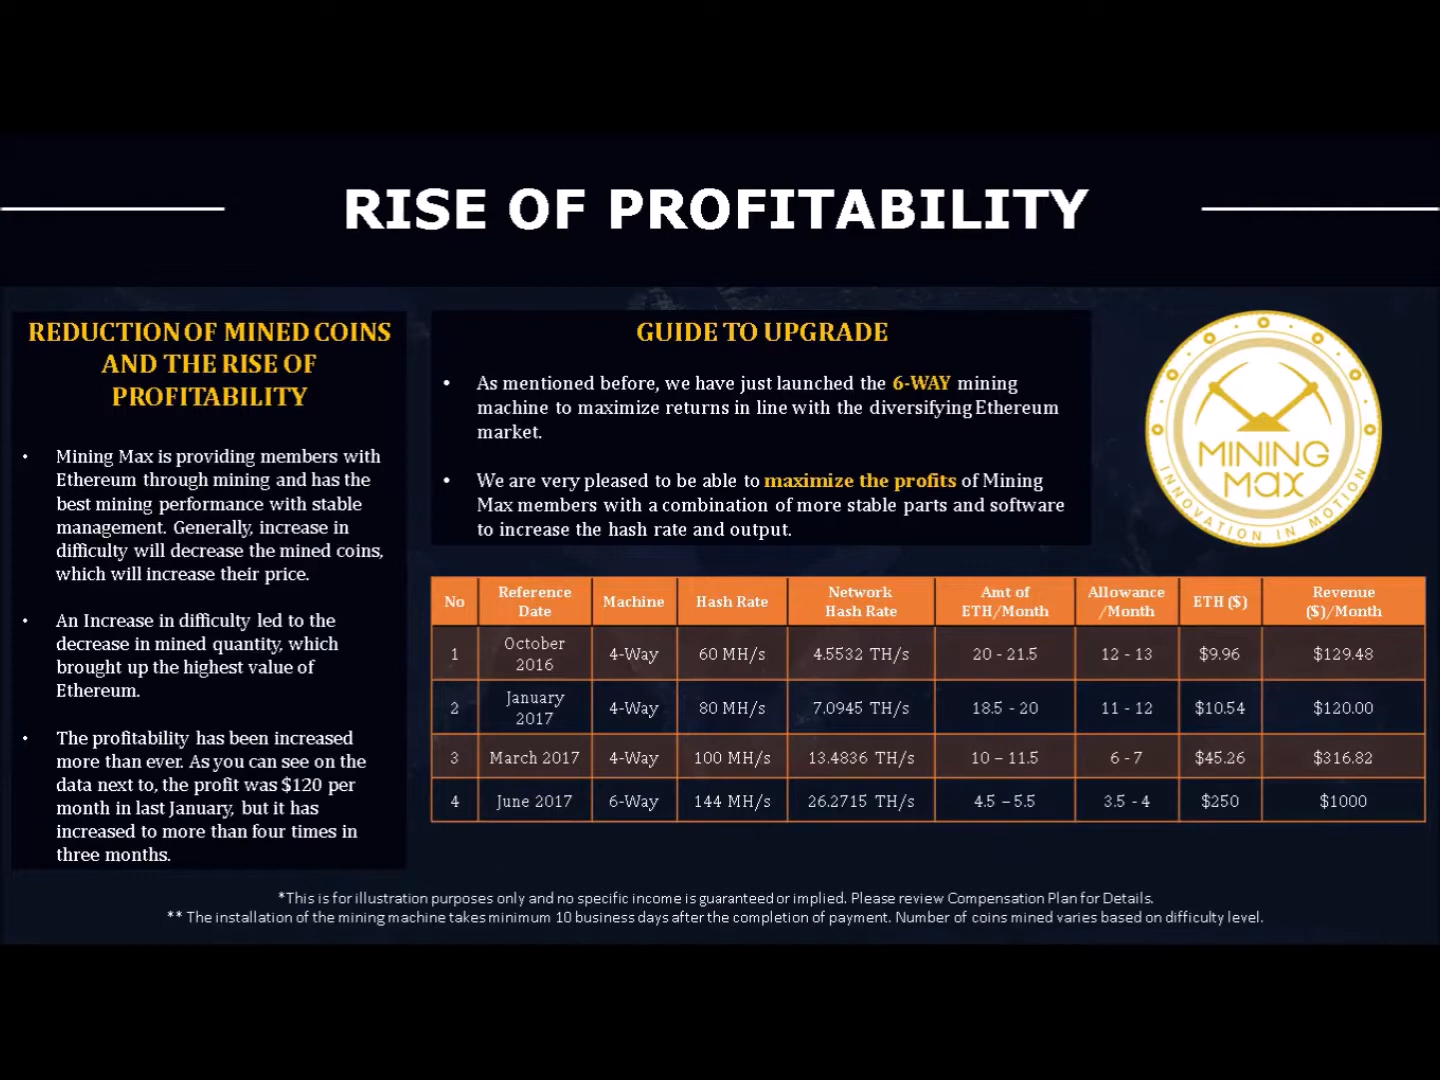 RISE OF PROFITABILITY
REDUCTION OF MINED COINS
AND THE RISE OF
PROFITABILITY
• Mining Max is providing members with
Ethereum through mining and has the
best mining performance with stable
management. Generally, increase in
difficulty will decrease the mined coins,
which will increase their price.
• An Increase in difficulty led to the
decrease in mined quantity, which
brought up the highest value of
Ethereum.
• The profitability has been increased
more than ever. As you can see on the
data next to, the profit was $120 per
month in last January, but it has
increased to more than four times in
three months.
GUIDE TO UPGRADE
• As mentioned before, we have just launched the 6-WAY mining
machine to maximize returns in line with the diversifying Ethereum
market.
• We are very pleased to be able to maximize the profits of Mining
Max members with a combination of more stable parts and software
to increase the hash rate and output.
MINING
MAX
INNOVATION IN MOTION
No Reference Date Machine Hash Rate Network Hash Rate Amt of ETH/Month Allowance /Month ETH ($) Revenue ($)/Month
1 October 2016 4-Way 60 MH/s 4.5532 TH/s 20 - 21.5 12 - 13 $9.96 $129.48
2 January 2017 4-Way 80 MH/s 7.0945 TH/s 18.5 - 20 11 - 12 $10.54 $120.00
3 March 2017 4-Way 100 MH/s 13.4836 TH/s 10 – 11.5 6 - 7 $45.26 $316.82
4 June 2017 6-Way 144 MH/s 26.2715 TH/s 4.5 – 5.5 3.5 - 4 $250 $1000
*This is for illustration purposes only and no specific income is guaranteed or implied. Please review Compensation Plan for Details.
** The installation of the mining machine takes minimum 10 business days after the completion of payment. Number of coins mined varies based on difficulty level.